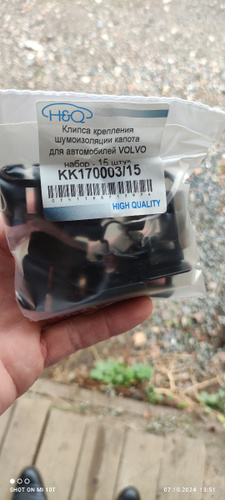 H&Q
Клипса крепления
шумоизоляции капота
для автомобилей VOLVO
набор - 15 штук
KK170003/15
HIGH QUALITY
SHOT ON MI 10T
07.10.2024 13:51